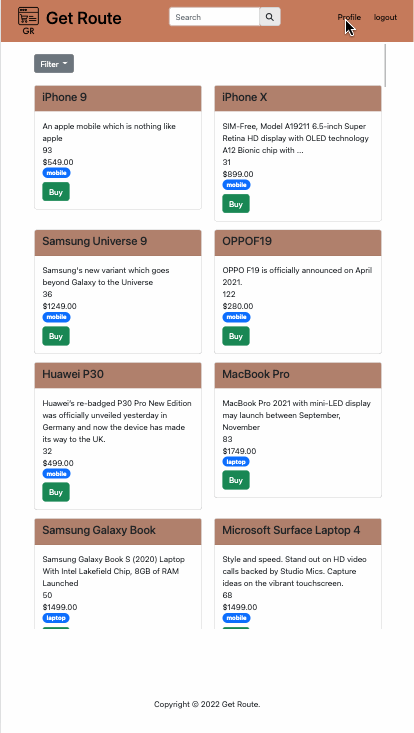 GR
Get Route
Search
Profile
logout
Filter
iPhone 9
An apple mobile which is nothing like
apple
93
$549.00
mobile
Buy
iPhone X
SIM-Free, Model A19211 6.5-inch Super
Retina HD display with OLED technology
A12 Bionic chip with ...
31
$899.00
mobile
Buy
Samsung Universe 9
Samsung's new variant which goes
beyond Galaxy to the Universe
36
$1249.00
mobile
Buy
OPPOF19
OPPO F19 is officially announced on April
2021.
122
$280.00
mobile
Buy
Huawei P30
Huawei's re-badged P30 Pro New Edition
was officially unveiled yesterday in
Germany and now the device has made
its way to the UK.
32
$499.00
mobile
Buy
MacBook Pro
MacBook Pro 2021 with mini-LED display
may launch between September,
November
83
$1749.00
laptop
Buy
Samsung Galaxy Book
Samsung Galaxy Book S (2020) Laptop
With Intel Lakefield Chip, 8GB of RAM
Launched
50
$1499.00
laptop
Microsoft Surface Laptop 4
Style and speed. Stand out on HD video
calls backed by Studio Mics. Capture
ideas on the vibrant touchscreen.
68
$1499.00
mobile
Copyright © 2022 Get Route.